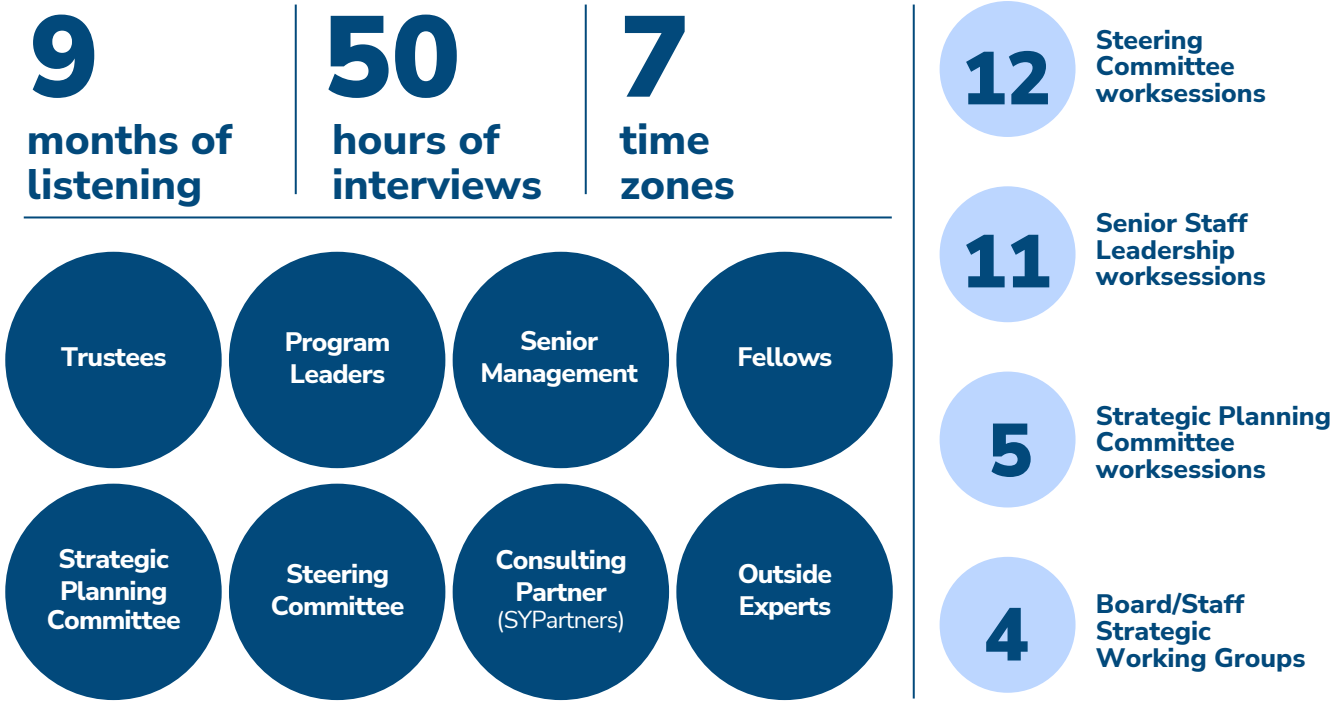 9
months of
listening
50
hours of
interviews
7
time
zones
Trustees
Program
Leaders
Senior
Management
Fellows
Strategic
Planning
Committee
Steering
Committee
Consulting
Partner
(SYPartners)
Outside
Experts
12
Steering
Committee
worksessions
11
Senior Staff
Leadership
worksessions
5
Strategic Planning
Committee
worksessions
4
Board/Staff
Strategic
Working Groups